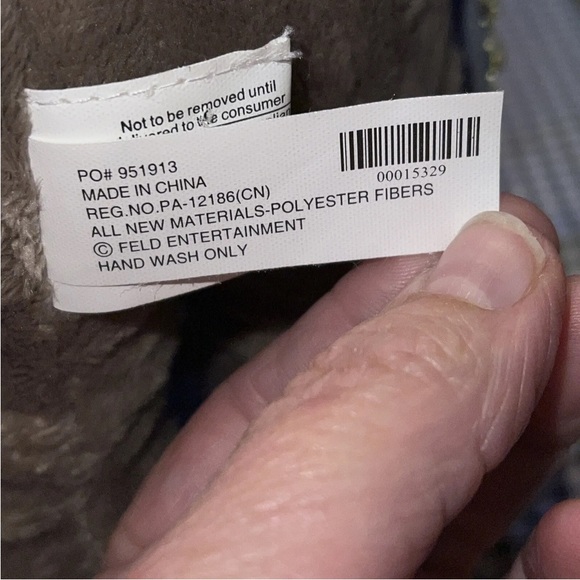 Not to be removed until
delivered to the consumer
PO# 951913
MADE IN CHINA
REG.NO.PA-12186(CN)
ALL NEW MATERIALS-POLYESTER FIBERS
© FELD ENTERTAINMENT
HAND WASH ONLY
00015329